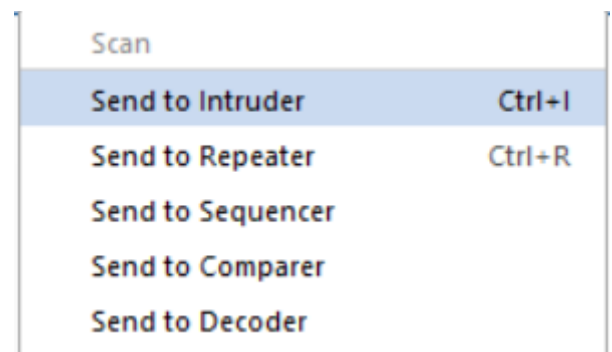 Scan
Send to Intruder Ctrl+I
Send to Repeater Ctrl+R
Send to Sequencer
Send to Comparer
Send to Decoder